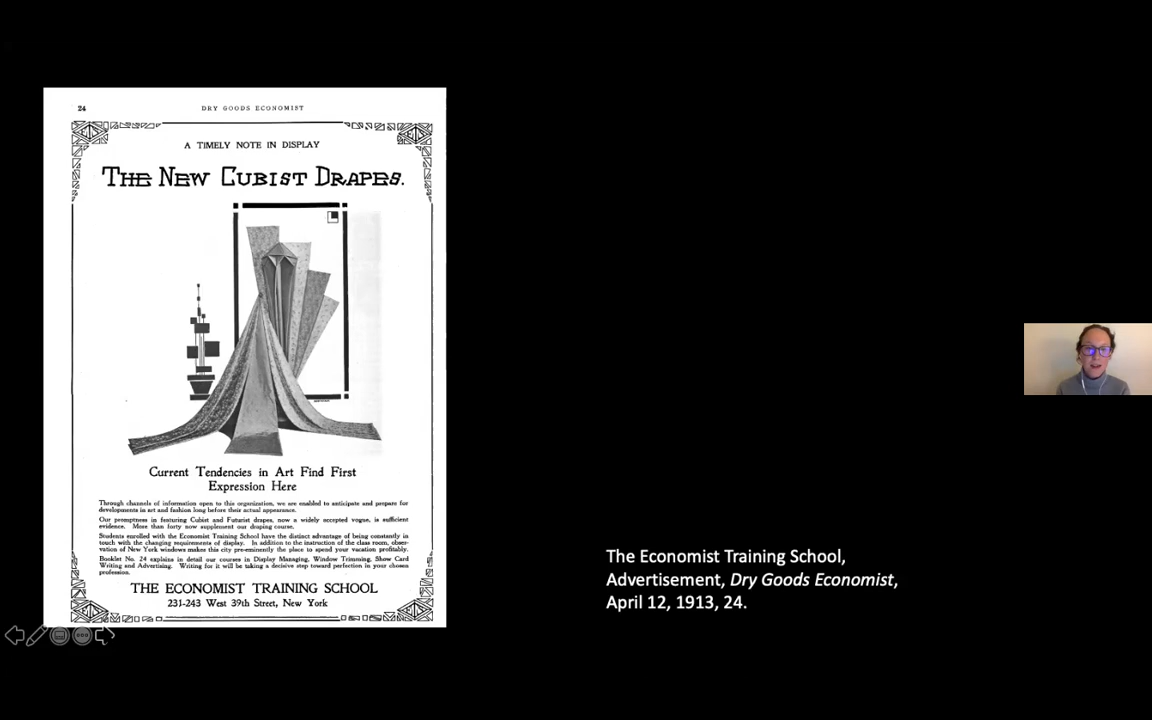 24
DRY GOODS ECONOMIST
A TIMELY NOTE IN DISPLAY
THE NEW CUBIST DRAPES.
Current Tendencies in Art Find First
Expression Here
Through channels of information open to this organization, we are enabled to anticipate and prepare for
developments in art and fashion long before their actual appearance.
Our promptness in featuring Cubist and Futurist drapes, now a widely accepted vogue, is sufficient
evidence. More than forty now supplement our draping course.
Students enrolled with the Economist Training School have the distinct advantage of being constantly in
touch with the changing requirements of display. In addition to the instruction of the class room, obser-
vation of New York windows makes this city pre-eminently the place to spend your vacation profitably.
Booklet No. 24 explains in detail our courses in Display Managing, Window Trimming, Show Card
Writing and Advertising. Writing for it will be taking a decisive step toward perfection in your chosen
profession.
THE ECONOMIST TRAINING SCHOOL
231-243 West 39th Street, New York
The Economist Training School,
Advertisement, Dry Goods Economist,
April 12, 1913, 24.